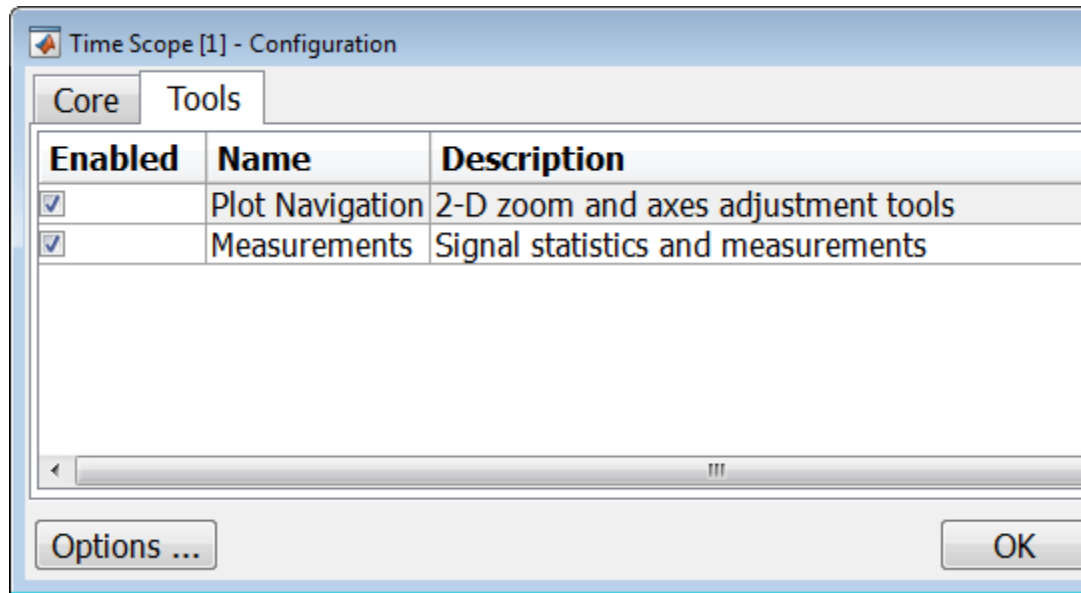 Time Scope [1] - Configuration
Core Tools
Enabled Name Description
Plot Navigation 2-D zoom and axes adjustment tools
Measurements Signal statistics and measurements
Options ... OK